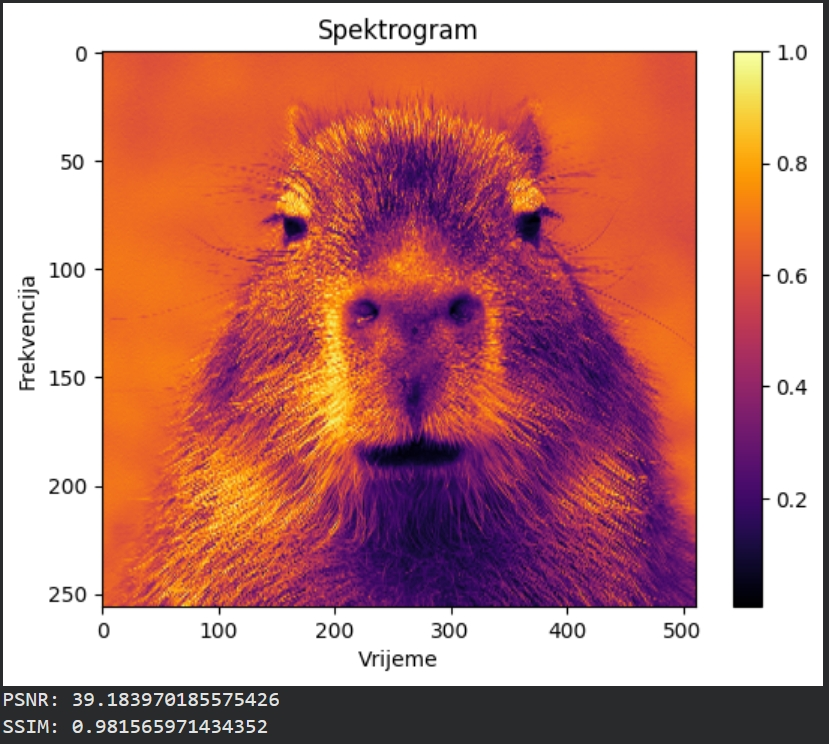 Spektrogram
0
50
100
150
200
250
Frekvencija
0 100 200 300 400 500
Vrijeme
1.0
0.8
0.6
0.4
0.2
PSNR: 39.183970185575426
SSIM: 0.981565971434352